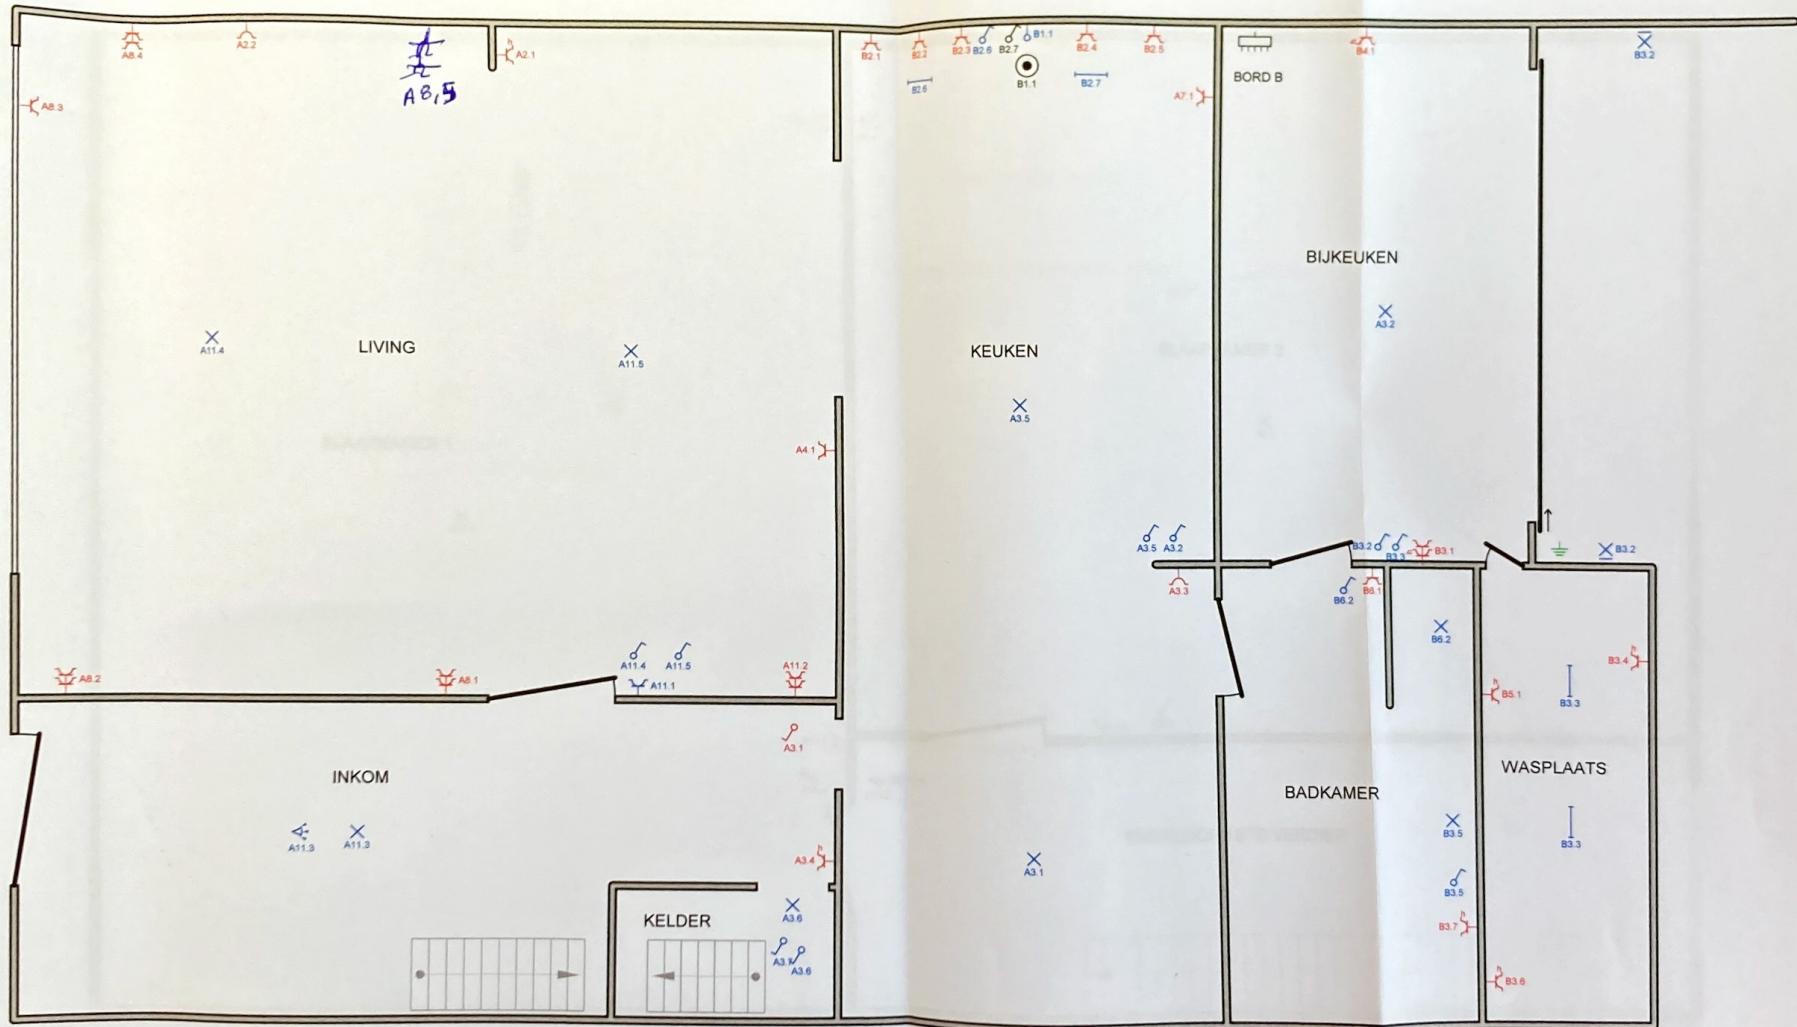 A8.4
A2.2
A8,5
A2.1
B2.1
B2.2
B2.3
B2.6
B2.7
B1.1
B2.4
B2.5
B4.1
B3.2
B2.6
B1.1
B2.7
BORD B
A8.3
A7.1
BIJKEUKEN
A3.2
A11.4
LIVING
A11.5
KEUKEN
A3.5
A4.1
A3.5
A3.2
B3.2
B3.3
B3.1
B3.2
A3.3
B6.2
B6.1
B6.2
A11.4
A11.5
A11.2
A8.2
A8.1
A11.1
B3.4
B5.1
B3.3
A3.1
INKOM
WASPLAATS
BADKAMER
A11.3
A11.3
B3.5
B3.3
A3.4
A3.1
B3.5
KELDER
A3.6
B3.7
A3.7
A3.6
B3.6